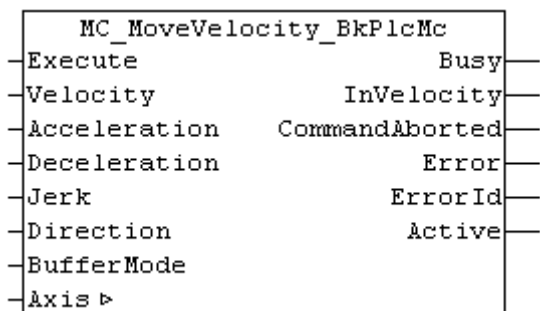 MC_MoveVelocity_BkPlcMc
Execute Busy
Velocity InVelocity
Acceleration CommandAborted
Deceleration Error
Jerk ErrorId
Direction Active
BufferMode
Axis ▷